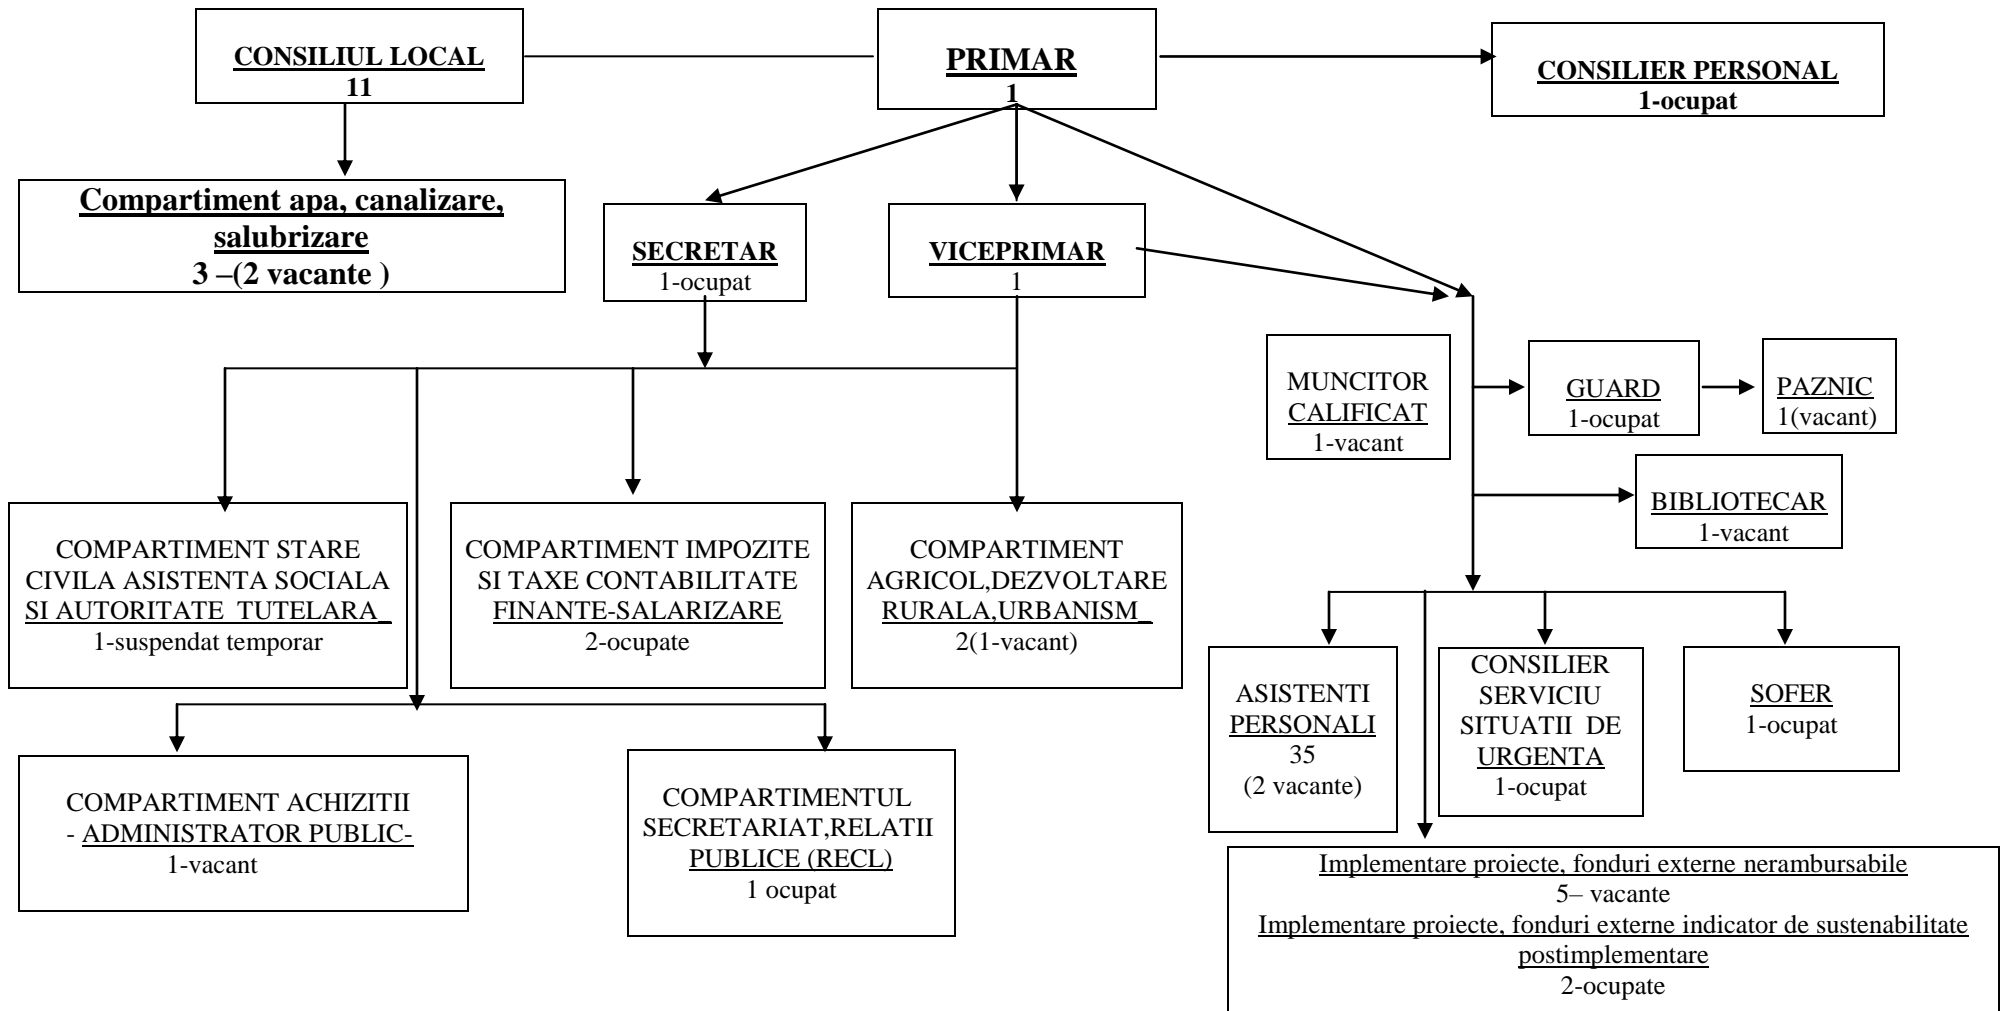 CONSILIUL LOCAL
11
PRIMAR
1
CONSILIER PERSONAL
1-ocupat
Compartiment apa, canalizare,
salubrizare
3 –(2 vacante )
SECRETAR
1-ocupat
VICEPRIMAR
1
MUNCITOR
CALIFICAT
1-vacant
GUARD
1-ocupat
PAZNIC
1(vacant)
BIBLIOTECAR
1-vacant
COMPARTIMENT STARE
CIVILA ASISTENTA SOCIALA
SI AUTORITATE  TUTELARA_
1-suspendat temporar
COMPARTIMENT IMPOZITE
SI TAXE CONTABILITATE
FINANTE-SALARIZARE
2-ocupate
COMPARTIMENT
AGRICOL,DEZVOLTARE
RURALA,URBANISM_
2(1-vacant)
ASISTENTI
PERSONALI
35
(2 vacante)
CONSILIER
SERVICIU
SITUATII  DE
URGENTA
1-ocupat
SOFER
1-ocupat
COMPARTIMENT ACHIZITII
- ADMINISTRATOR PUBLIC-
1-vacant
COMPARTIMENTUL
SECRETARIAT,RELATII
PUBLICE (RECL)
1 ocupat
Implementare proiecte, fonduri externe nerambursabile
5– vacante
Implementare proiecte, fonduri externe indicator de sustenabilitate
postimplementare
2-ocupate